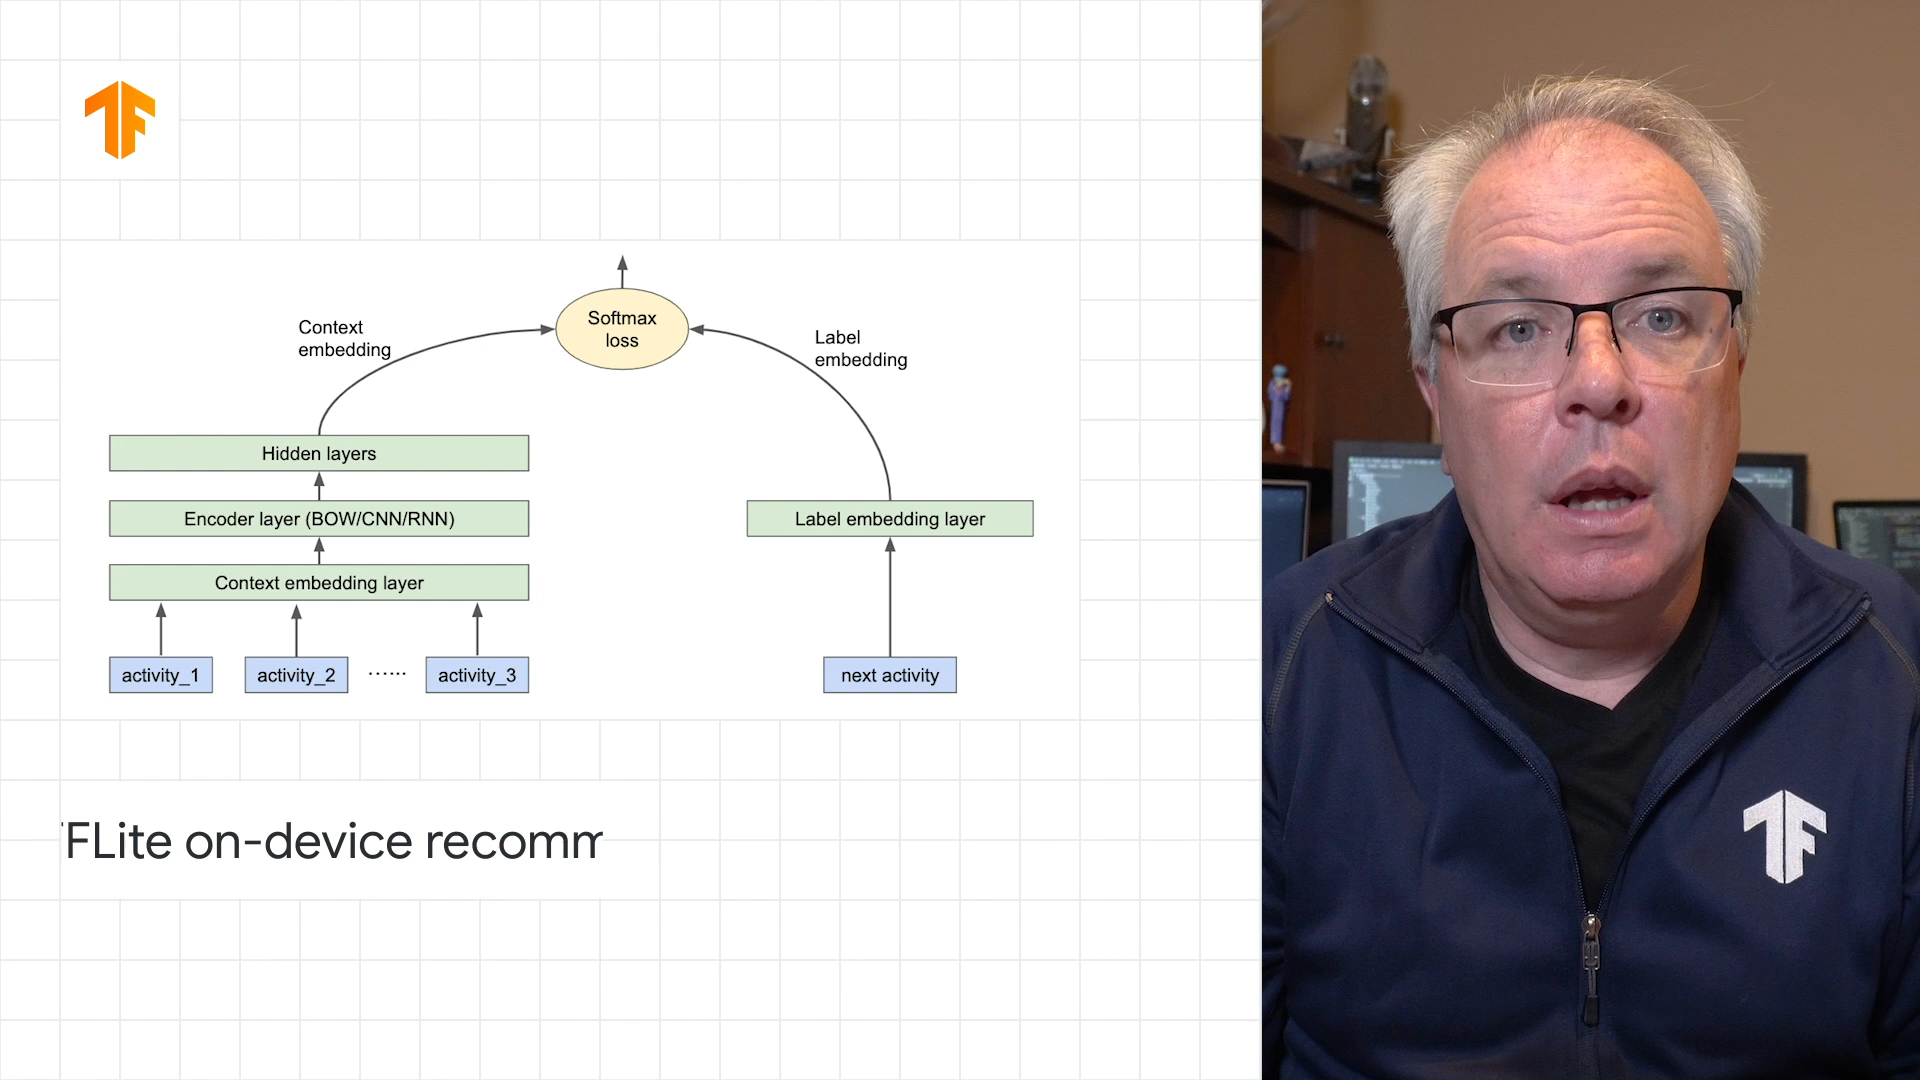 Softmax
loss
Context
embedding
Label
embedding
Hidden layers
Encoder layer (BOW/CNN/RNN)
Label embedding layer
Context embedding layer
activity_1 activity_2 ...... activity_3 next activity
TFLite on-device recomm